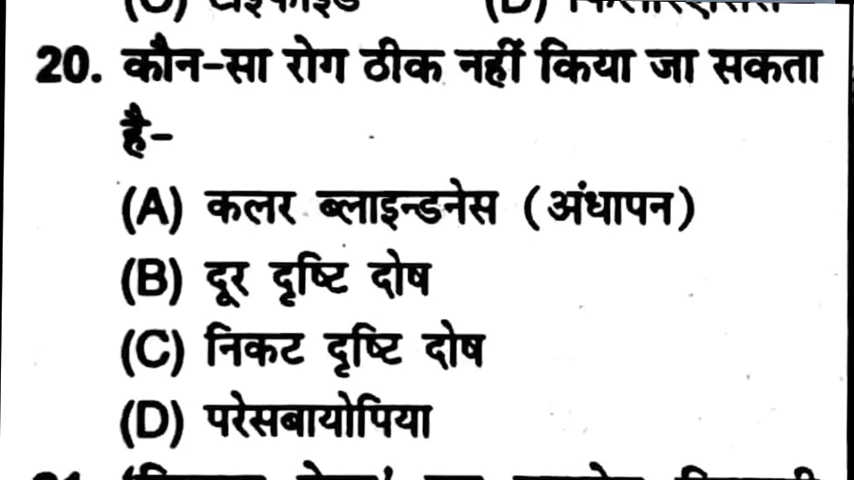 20. कौन-सा रोग ठीक नहीं किया जा सकता
है-
(A) कलर ब्लाइन्डनेस (अंधापन)
(B) दूर दृष्टि दोष
(C) निकट दृष्टि दोष
(D) परेसबायोपिया